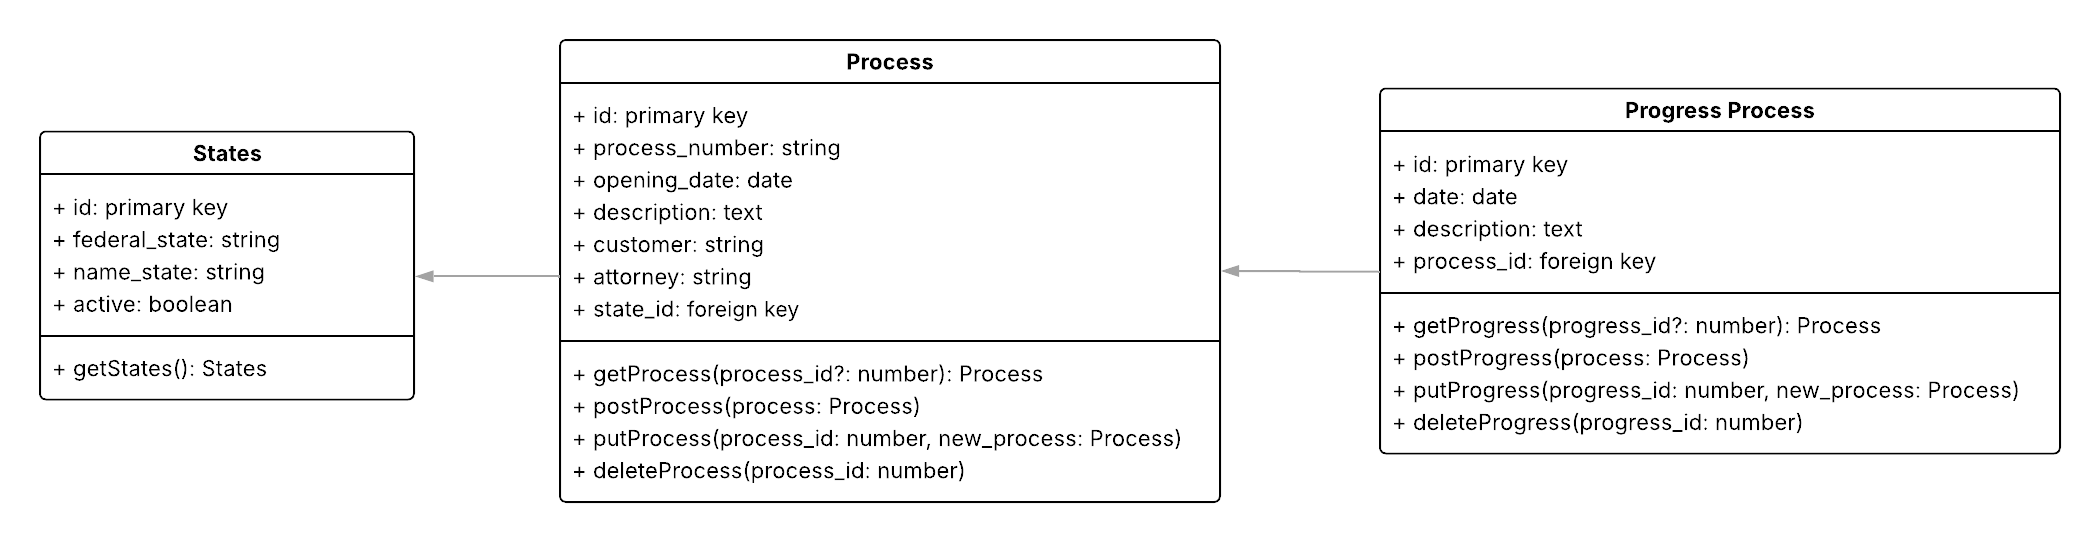 States
+ id: primary key
+ federal_state: string
+ name_state: string
+ active: boolean
+ getStates(): States
Process
+ id: primary key
+ process_number: string
+ opening_date: date
+ description: text
+ customer: string
+ attorney: string
+ state_id: foreign key
+ getProcess(process_id?: number): Process
+ postProcess(process: Process)
+ putProcess(process_id: number, new_process: Process)
+ deleteProcess(process_id: number)
Progress Process
+ id: primary key
+ date: date
+ description: text
+ process_id: foreign key
+ getProgress(progress_id?: number): Process
+ postProgress(process: Process)
+ putProgress(progress_id: number, new_process: Process)
+ deleteProgress(progress_id: number)